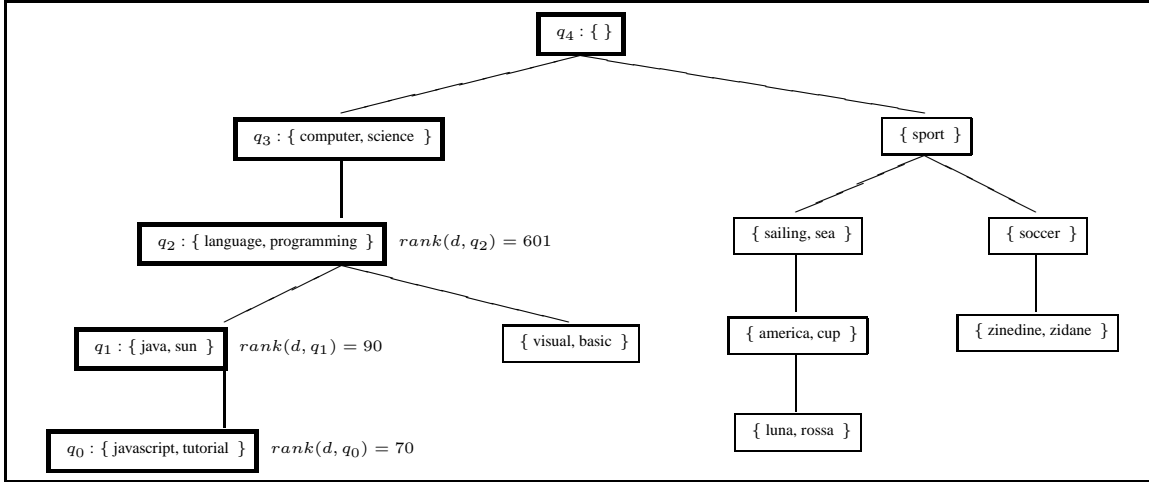 q4 : { }
q3 : { computer, science }
{ sport }
q2 : { language, programming } rank(d, q2) = 601
{ sailing, sea }
{ soccer }
q1 : { java, sun } rank(d, q1) = 90
{ visual, basic }
{ america, cup }
{ zinedine, zidane }
q0 : { javascript, tutorial } rank(d, q0) = 70
{ luna, rossa }